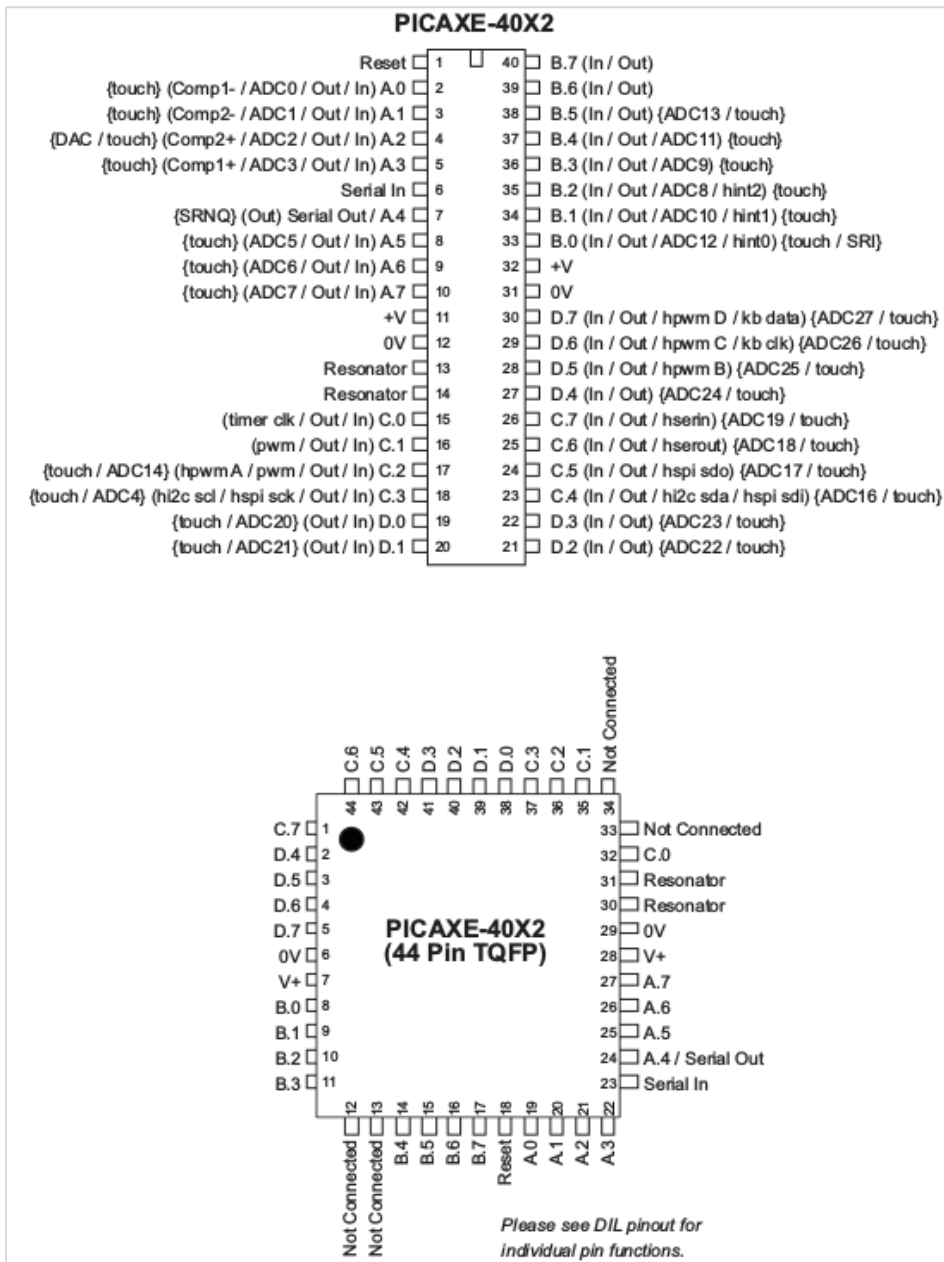 PICAXE-40X2
Reset 1
{touch} (Comp1- / ADC0 / Out / In) A.0 2
{touch} (Comp2- / ADC1 / Out / In) A.1 3
{DAC / touch} (Comp2+ / ADC2 / Out / In) A.2 4
{touch} (Comp1+ / ADC3 / Out / In) A.3 5
Serial In 6
{SRNQ} (Out) Serial Out / A.4 7
{touch} (ADC5 / Out / In) A.5 8
{touch} (ADC6 / Out / In) A.6 9
{touch} (ADC7 / Out / In) A.7 10
+V 11
0V 12
Resonator 13
Resonator 14
(timer clk / Out / In) C.0 15
(pwm / Out / In) C.1 16
{touch / ADC14} (hpwm A / pwm / Out / In) C.2 17
{touch / ADC4} (hi2c scl / hspi sck / Out / In) C.3 18
{touch / ADC20} (Out / In) D.0 19
{touch / ADC21} (Out / In) D.1 20
40 B.7 (In / Out)
39 B.6 (In / Out)
38 B.5 (In / Out) {ADC13 / touch}
37 B.4 (In / Out / ADC11) {touch}
36 B.3 (In / Out / ADC9) {touch}
35 B.2 (In / Out / ADC8 / hint2) {touch}
34 B.1 (In / Out / ADC10 / hint1) {touch}
33 B.0 (In / Out / ADC12 / hint0) {touch / SRI}
32 +V
31 0V
30 D.7 (In / Out / hpwm D / kb data) {ADC27 / touch}
29 D.6 (In / Out / hpwm C / kb clk) {ADC26 / touch}
28 D.5 (In / Out / hpwm B) {ADC25 / touch}
27 D.4 (In / Out) {ADC24 / touch}
26 C.7 (In / Out / hserin) {ADC19 / touch}
25 C.6 (In / Out / hserout) {ADC18 / touch}
24 C.5 (In / Out / hspi sdo) {ADC17 / touch}
23 C.4 (In / Out / hi2c sda / hspi sdi) {ADC16 / touch}
22 D.3 (In / Out) {ADC23 / touch}
21 D.2 (In / Out) {ADC22 / touch}
C.6 44
C.5 43
C.4 42
D.3 41
D.2 40
D.1 39
D.0 38
C.3 37
C.2 36
C.1 35
Not Connected 34
C.7 1
D.4 2
D.5 3
D.6 4
D.7 5
0V 6
V+ 7
B.0 8
B.1 9
B.2 10
B.3 11
PICAXE-40X2
(44 Pin TQFP)
33 Not Connected
32 C.0
31 Resonator
30 Resonator
29 0V
28 V+
27 A.7
26 A.6
25 A.5
24 A.4 / Serial Out
23 Serial In
Not Connected 12
Not Connected 13
B.4 14
B.5 15
B.6 16
B.7 17
Reset 18
A.0 19
A.1 20
A.2 21
A.3 22
Please see DIL pinout for
individual pin functions.